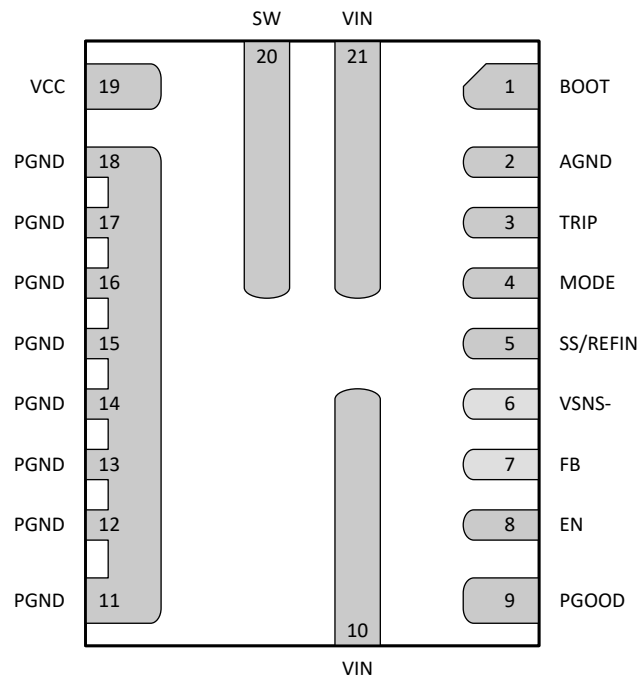 SW VIN
20 21
VCC 19 1 BOOT
PGND 18 2 AGND
PGND 17 3 TRIP
PGND 16 4 MODE
PGND 15 5 SS/REFIN
PGND 14 6 VSNS-
PGND 13 7 FB
PGND 12 8 EN
PGND 11 9 PGOOD
10
VIN